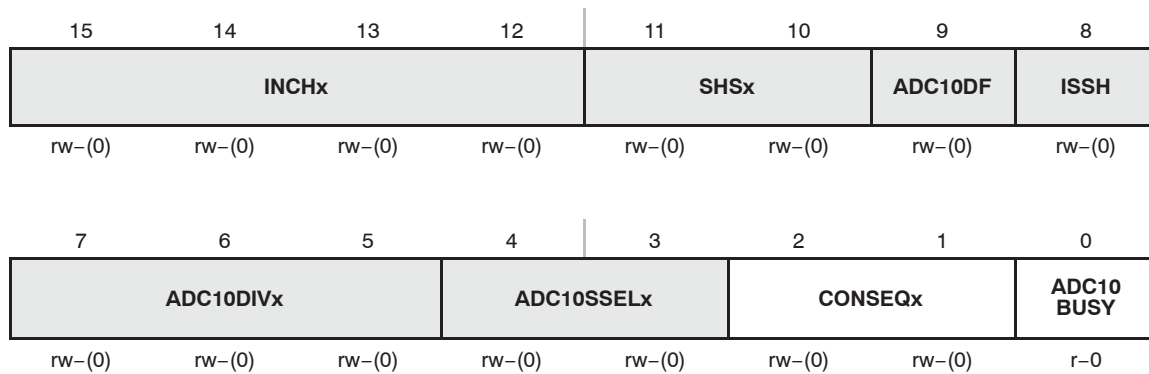 15 14 13 12 11 10 9 8
INCHx SHSx ADC10DF ISSH
rw−(0) rw−(0) rw−(0) rw−(0) rw−(0) rw−(0) rw−(0) rw−(0)
7 6 5 4 3 2 1 0
ADC10DIVx ADC10SSELx CONSEQx ADC10
BUSY
rw−(0) rw−(0) rw−(0) rw−(0) rw−(0) rw−(0) rw−(0) r−0